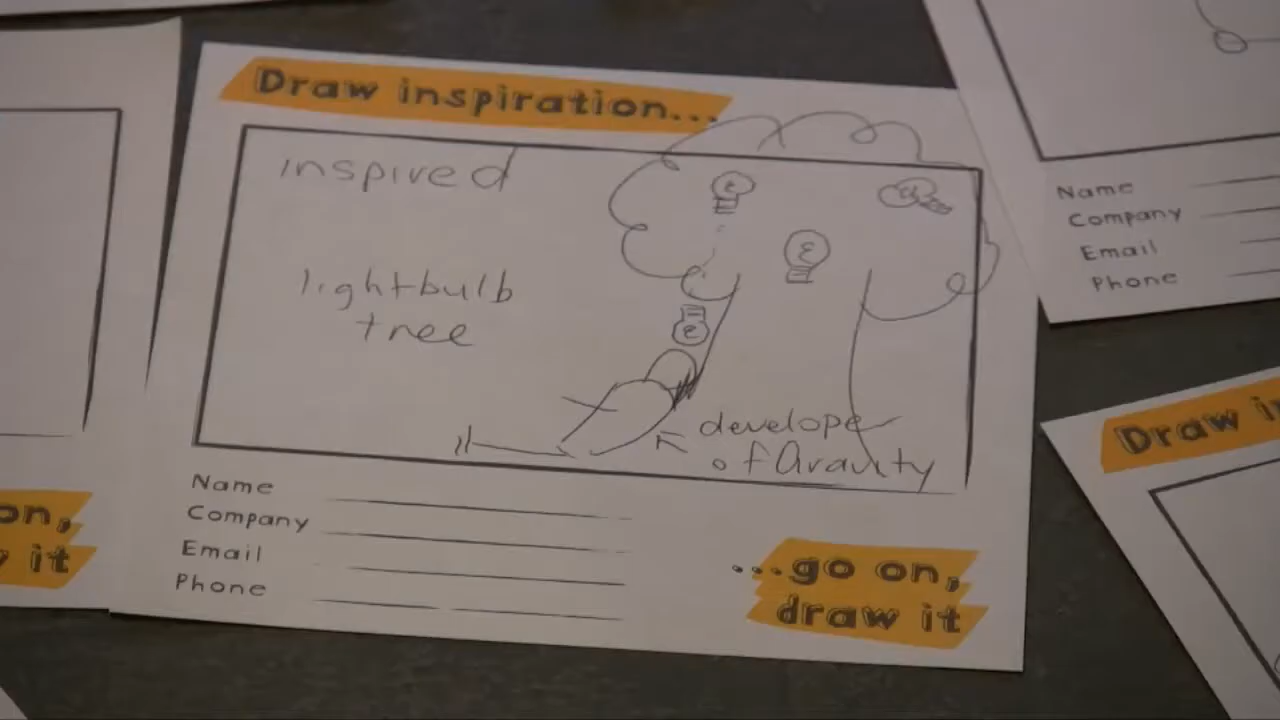 Draw inspiration...
inspired
lightbulb
tree
develope
of Gravity
Name
Company
Email
Phone
...go on,
draw it
on,
it
Name
Company
Email
Phone
Draw